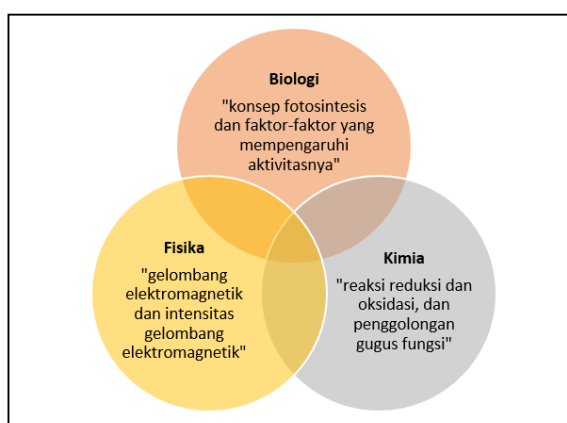 Biologi
"konsep fotosintesis
dan faktor-faktor yang
mempengaruhi
aktivitasnya"
Fisika
"gelombang
elektromagnetik
dan intensitas
gelombang
elektromagnetik"
Kimia
"reaksi reduksi dan
oksidasi, dan
penggolongan
gugus fungsi"